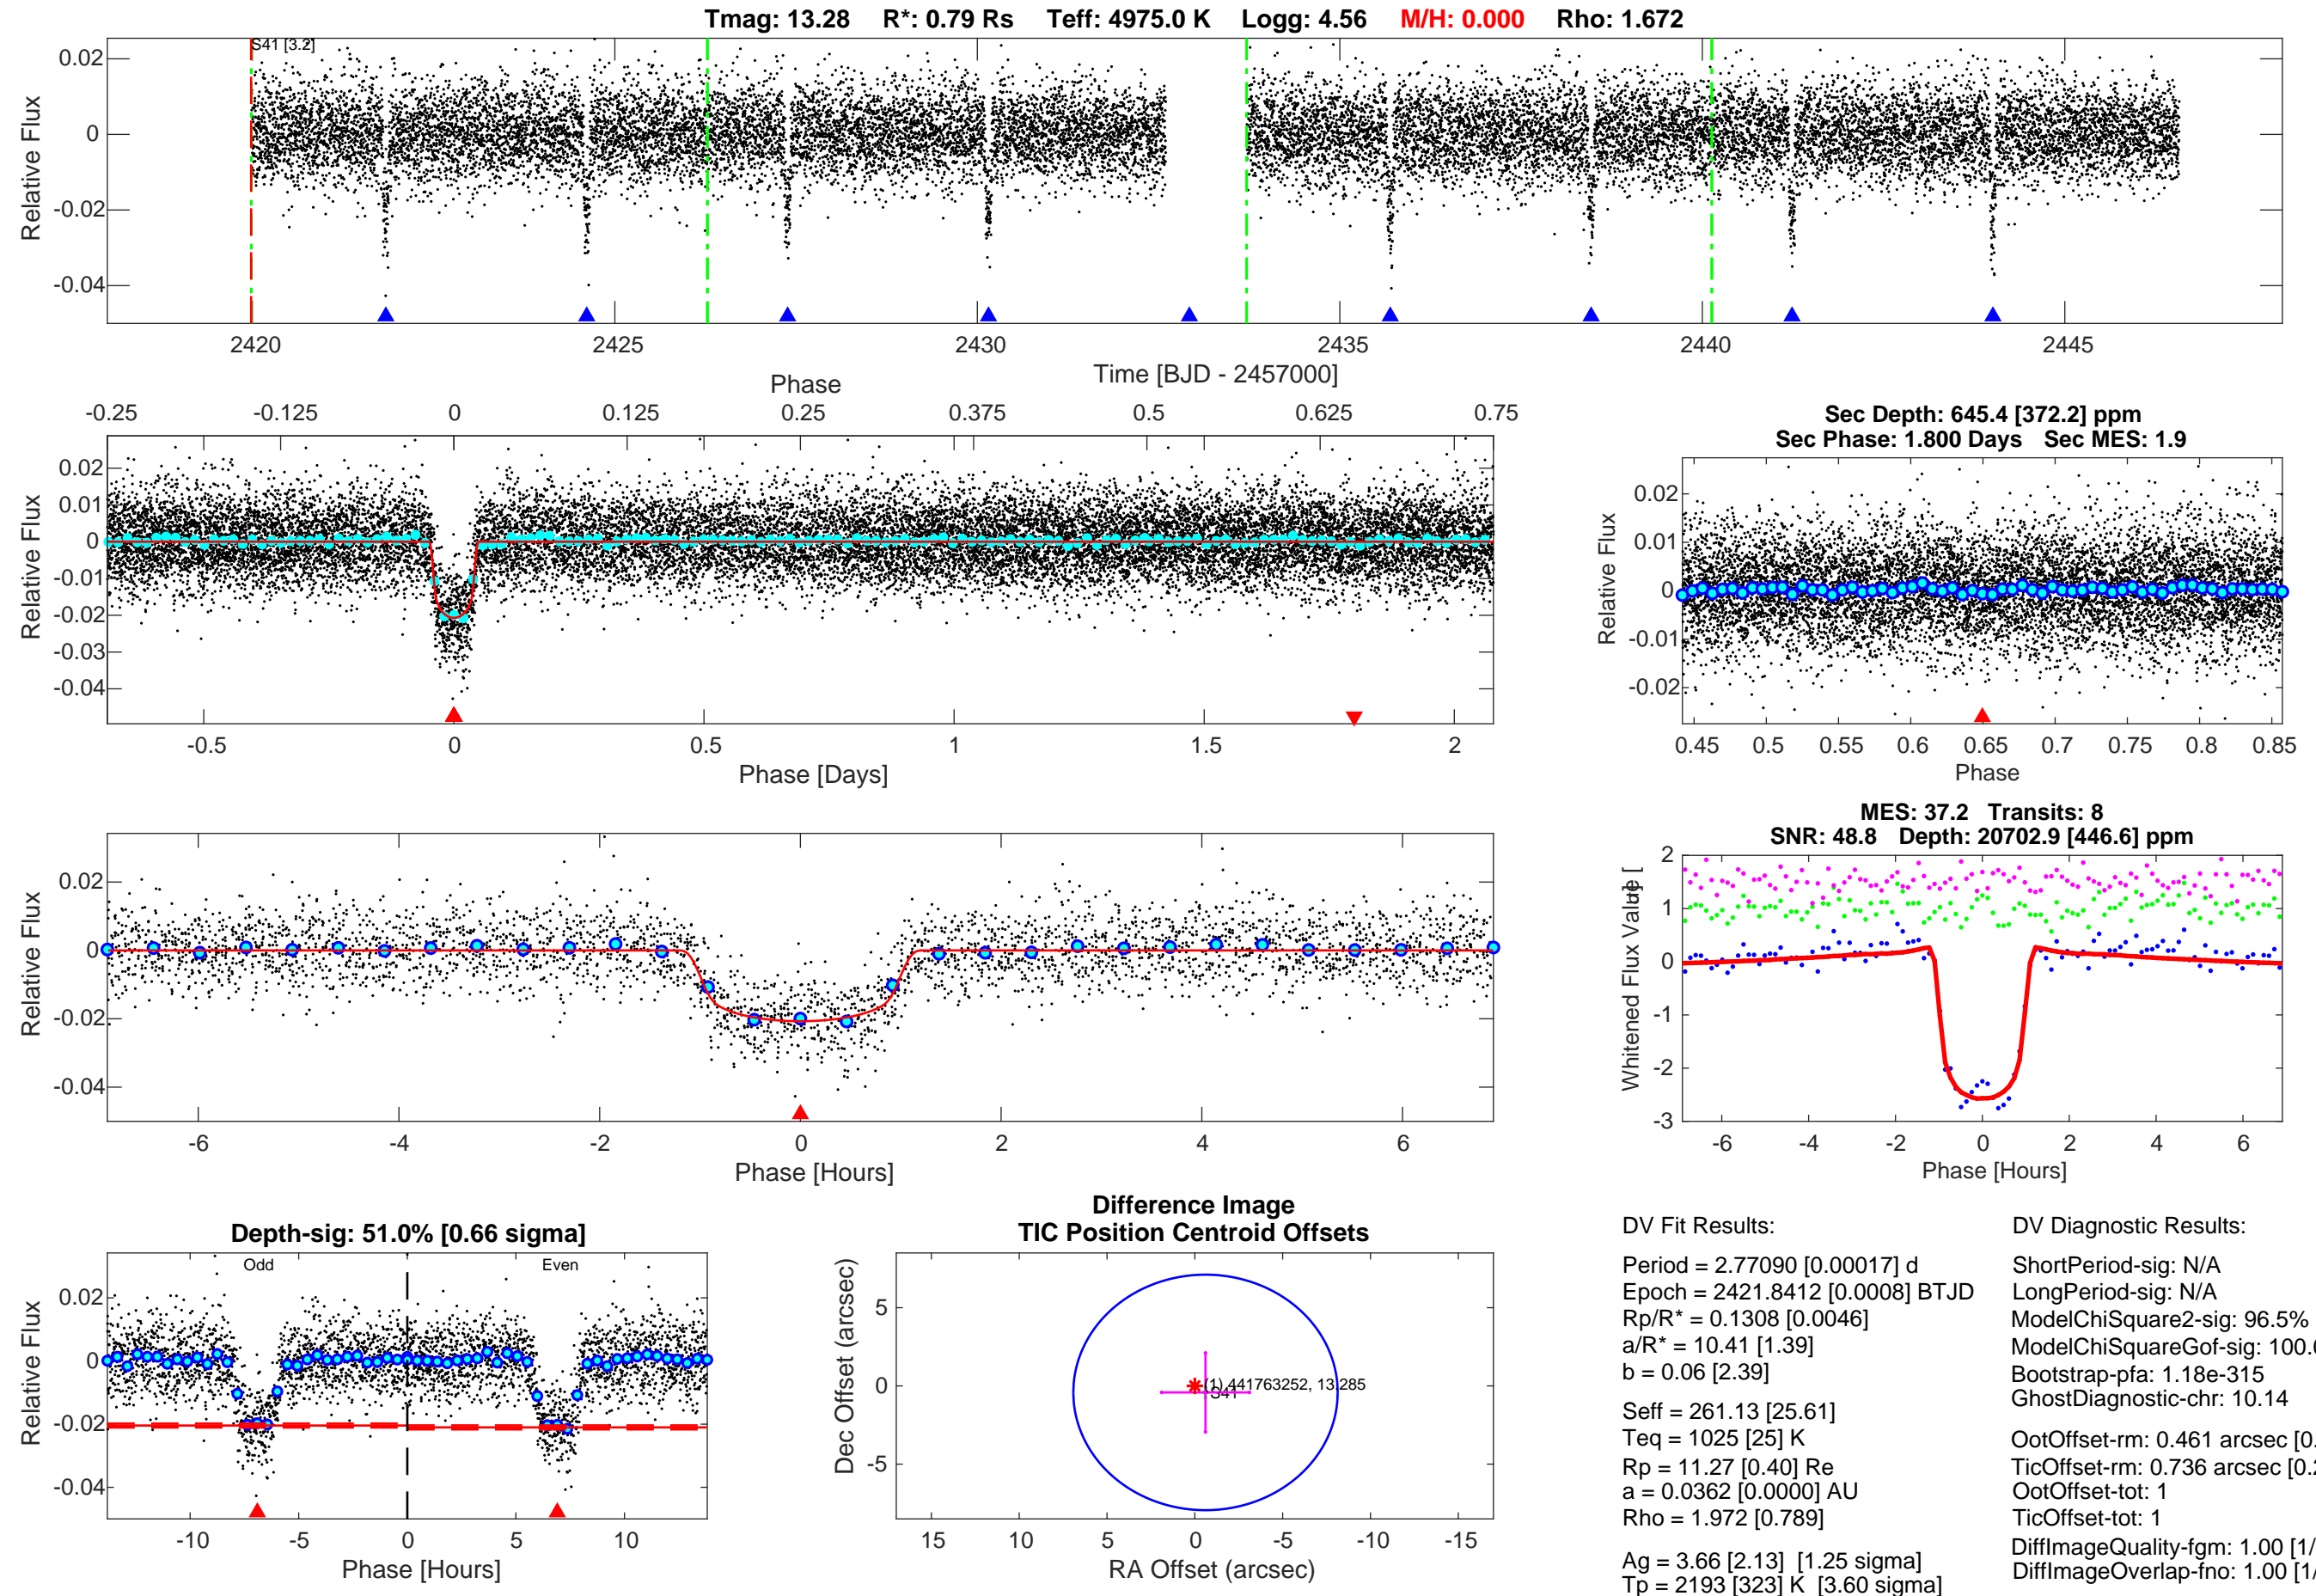 Tmag: 13.28 R*: 0.79 Rs Teff: 4975.0 K Logg: 4.56 M/H: 0.000 Rho: 1.672
S41 [3.2]
0.02
0
-0.02
-0.04
Relative Flux
2420 2425 2430 2435 2440 2445
Time [BJD - 2457000]
Phase
-0.25 -0.125 0 0.125 0.25 0.375 0.5 0.625 0.75
0.02
0.01
0
-0.01
-0.02
-0.03
-0.04
Relative Flux
-0.5 0 0.5 1 1.5 2
Phase [Days]
Sec Depth: 645.4 [372.2] ppm
Sec Phase: 1.800 Days Sec MES: 1.9
0.02
0.01
0
-0.01
-0.02
Relative Flux
0.45 0.5 0.55 0.6 0.65 0.7 0.75 0.8 0.85
Phase
0.02
0
-0.02
-0.04
Relative Flux
-6 -4 -2 0 2 4 6
Phase [Hours]
MES: 37.2 Transits: 8
SNR: 48.8 Depth: 20702.9 [446.6] ppm
2
1
0
-1
-2
-3
Whitened Flux Value [
-6 -4 -2 0 2 4 6
Phase [Hours]
Depth-sig: 51.0% [0.66 sigma]
Odd Even
0.02
0
-0.02
-0.04
Relative Flux
-10 -5 0 5 10
Phase [Hours]
Difference Image
TIC Position Centroid Offsets
5
0
-5
Dec Offset (arcsec)
(1) 441763252, 13.285
S41
15 10 5 0 -5 -10 -15
RA Offset (arcsec)
DV Fit Results:
Period = 2.77090 [0.00017] d
Epoch = 2421.8412 [0.0008] BTJD
Rp/R* = 0.1308 [0.0046]
a/R* = 10.41 [1.39]
b = 0.06 [2.39]
Seff = 261.13 [25.61]
Teq = 1025 [25] K
Rp = 11.27 [0.40] Re
a = 0.0362 [0.0000] AU
Rho = 1.972 [0.789]
Ag = 3.66 [2.13] [1.25 sigma]
Tp = 2193 [323] K [3.60 sigma]
DV Diagnostic Results:
ShortPeriod-sig: N/A
LongPeriod-sig: N/A
ModelChiSquare2-sig: 96.5%
ModelChiSquareGof-sig: 100.
Bootstrap-pfa: 1.18e-315
GhostDiagnostic-chr: 10.14
OotOffset-rm: 0.461 arcsec [0.
TicOffset-rm: 0.736 arcsec [0.
OotOffset-tot: 1
TicOffset-tot: 1
DiffImageQuality-fgm: 1.00 [1/
DiffImageOverlap-fno: 1.00 [1/